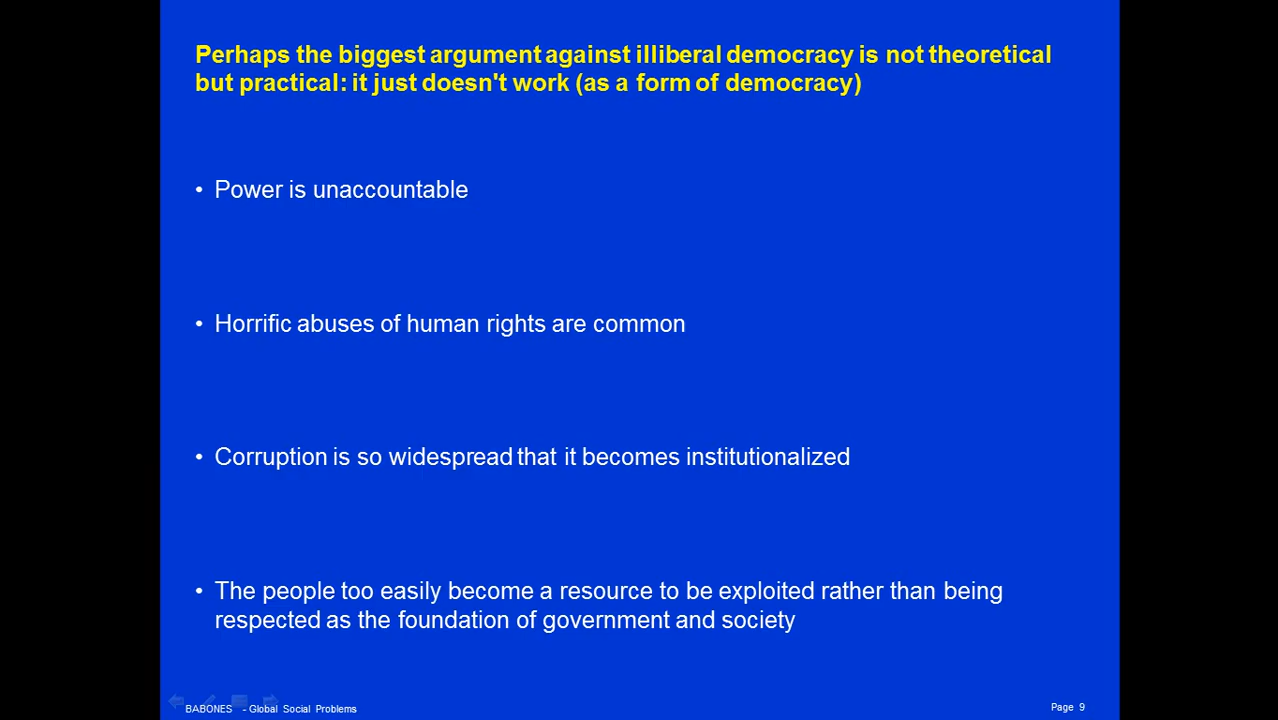 Perhaps the biggest argument against illiberal democracy is not theoretical
but practical: it just doesn't work (as a form of democracy)
• Power is unaccountable
• Horrific abuses of human rights are common
• Corruption is so widespread that it becomes institutionalized
• The people too easily become a resource to be exploited rather than being
respected as the foundation of government and society
BABONES - Global Social Problems
Page 9